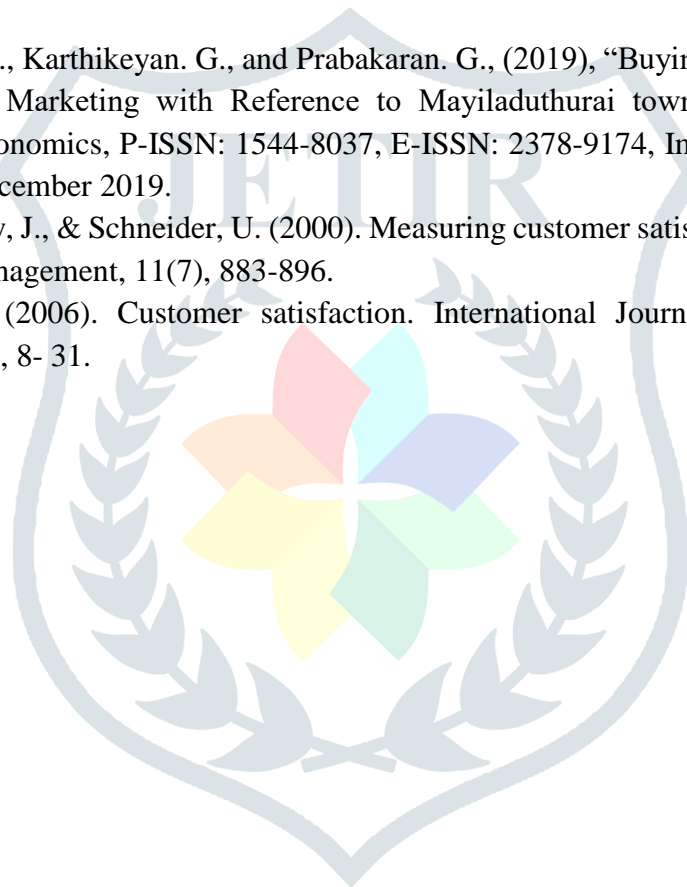 ., Karthikeyan. G., and Prabakaran. G., (2019), “Buyin
Marketing with Reference to Mayiladuthurai town
onomics, P-ISSN: 1544-8037, E-ISSN: 2378-9174, In
cember 2019.
y, J., & Schneider, U. (2000). Measuring customer satis
nagement, 11(7), 883-896.
(2006). Customer satisfaction. International Journ
, 8- 31.
JETIR